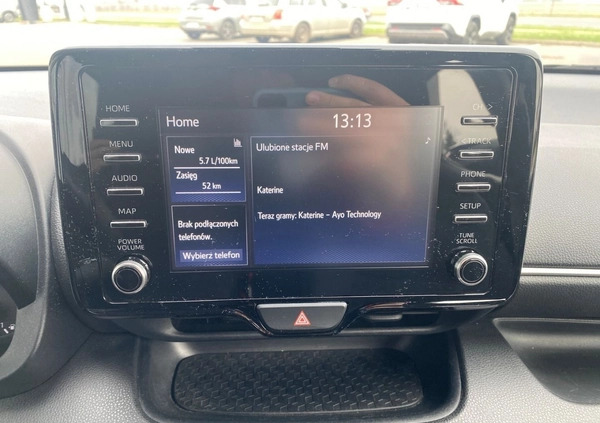 HOME
MENU
AUDIO
MAP
POWER
VOLUME
Home
13:13
Nowe
5.7 L/100km
Zasięg
52 km
Brak podłączonych
telefonów.
Wybierz telefon
Ulubione stacje FM
Katerine
Teraz gramy: Katerine - Ayo Technology
CH >
< TRACK
PHONE
SETUP
TUNE
SCROLL